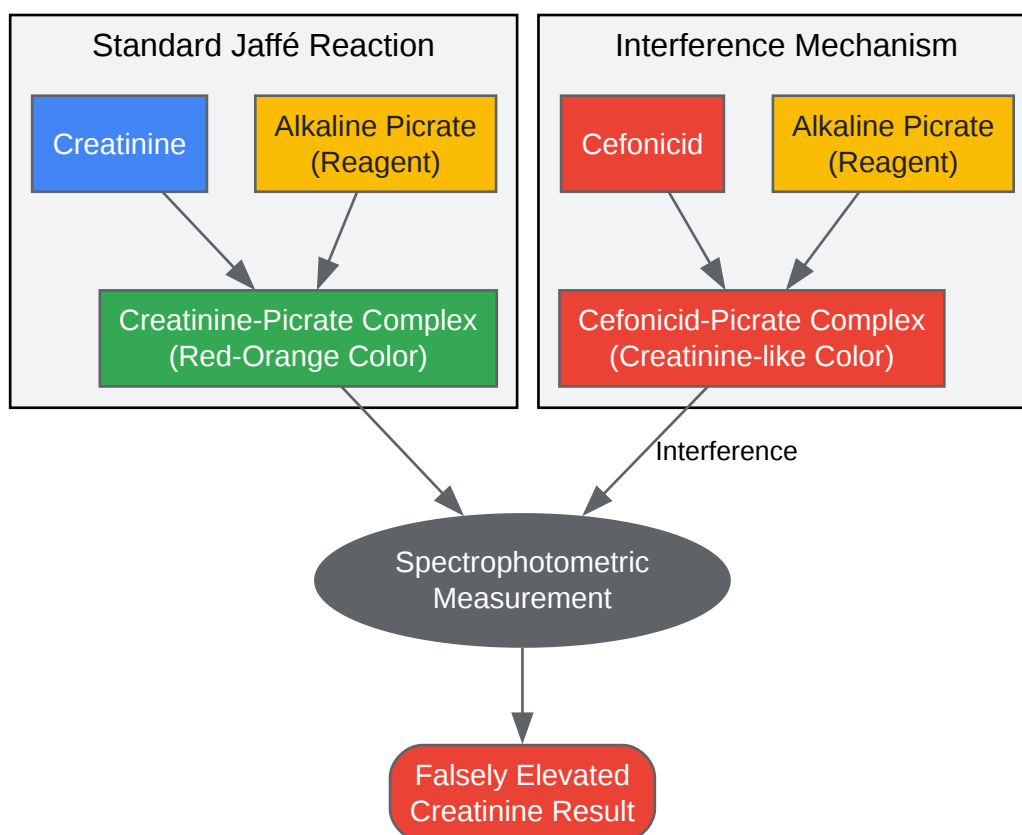 Standard Jaffé Reaction
Interference Mechanism
Creatinine
Alkaline Picrate
(Reagent)
Cefonicid
Alkaline Picrate
(Reagent)
Creatinine-Picrate Complex
(Red-Orange Color)
Cefonicid-Picrate Complex
(Creatinine-like Color)
Interference
Spectrophotometric
Measurement
Falsely Elevated
Creatinine Result